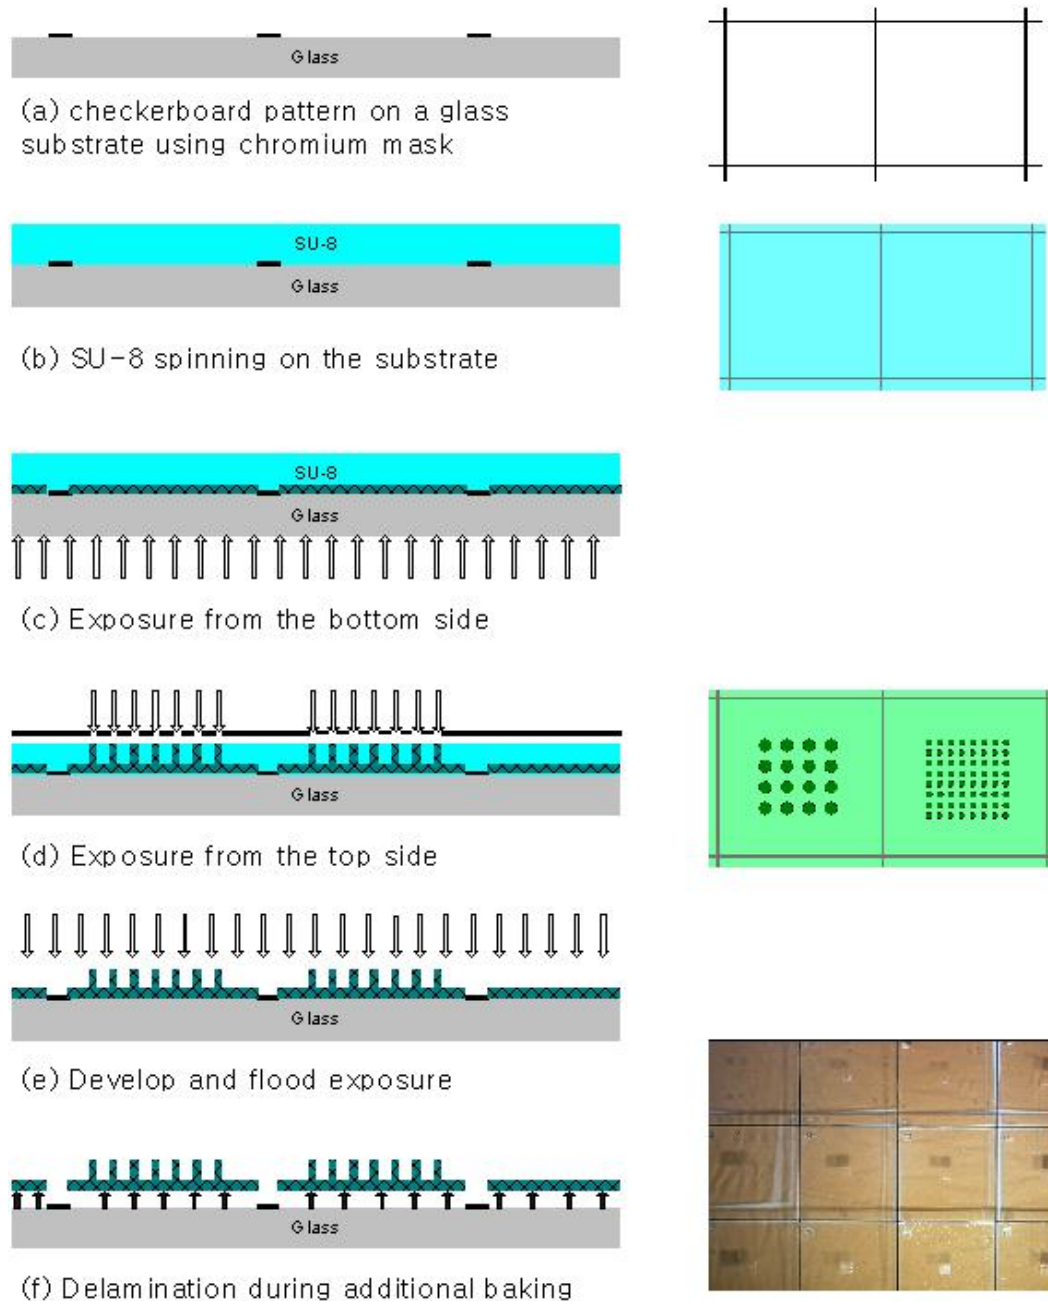 Glass
(a) checkerboard pattern on a glass
substrate using chromium mask
SU-8
Glass
(b) SU-8 spinning on the substrate
SU-8
Glass
(c) Exposure from the bottom side
Glass
(d) Exposure from the top side
Glass
(e) Develop and flood exposure
Glass
(f) Delamination during additional baking